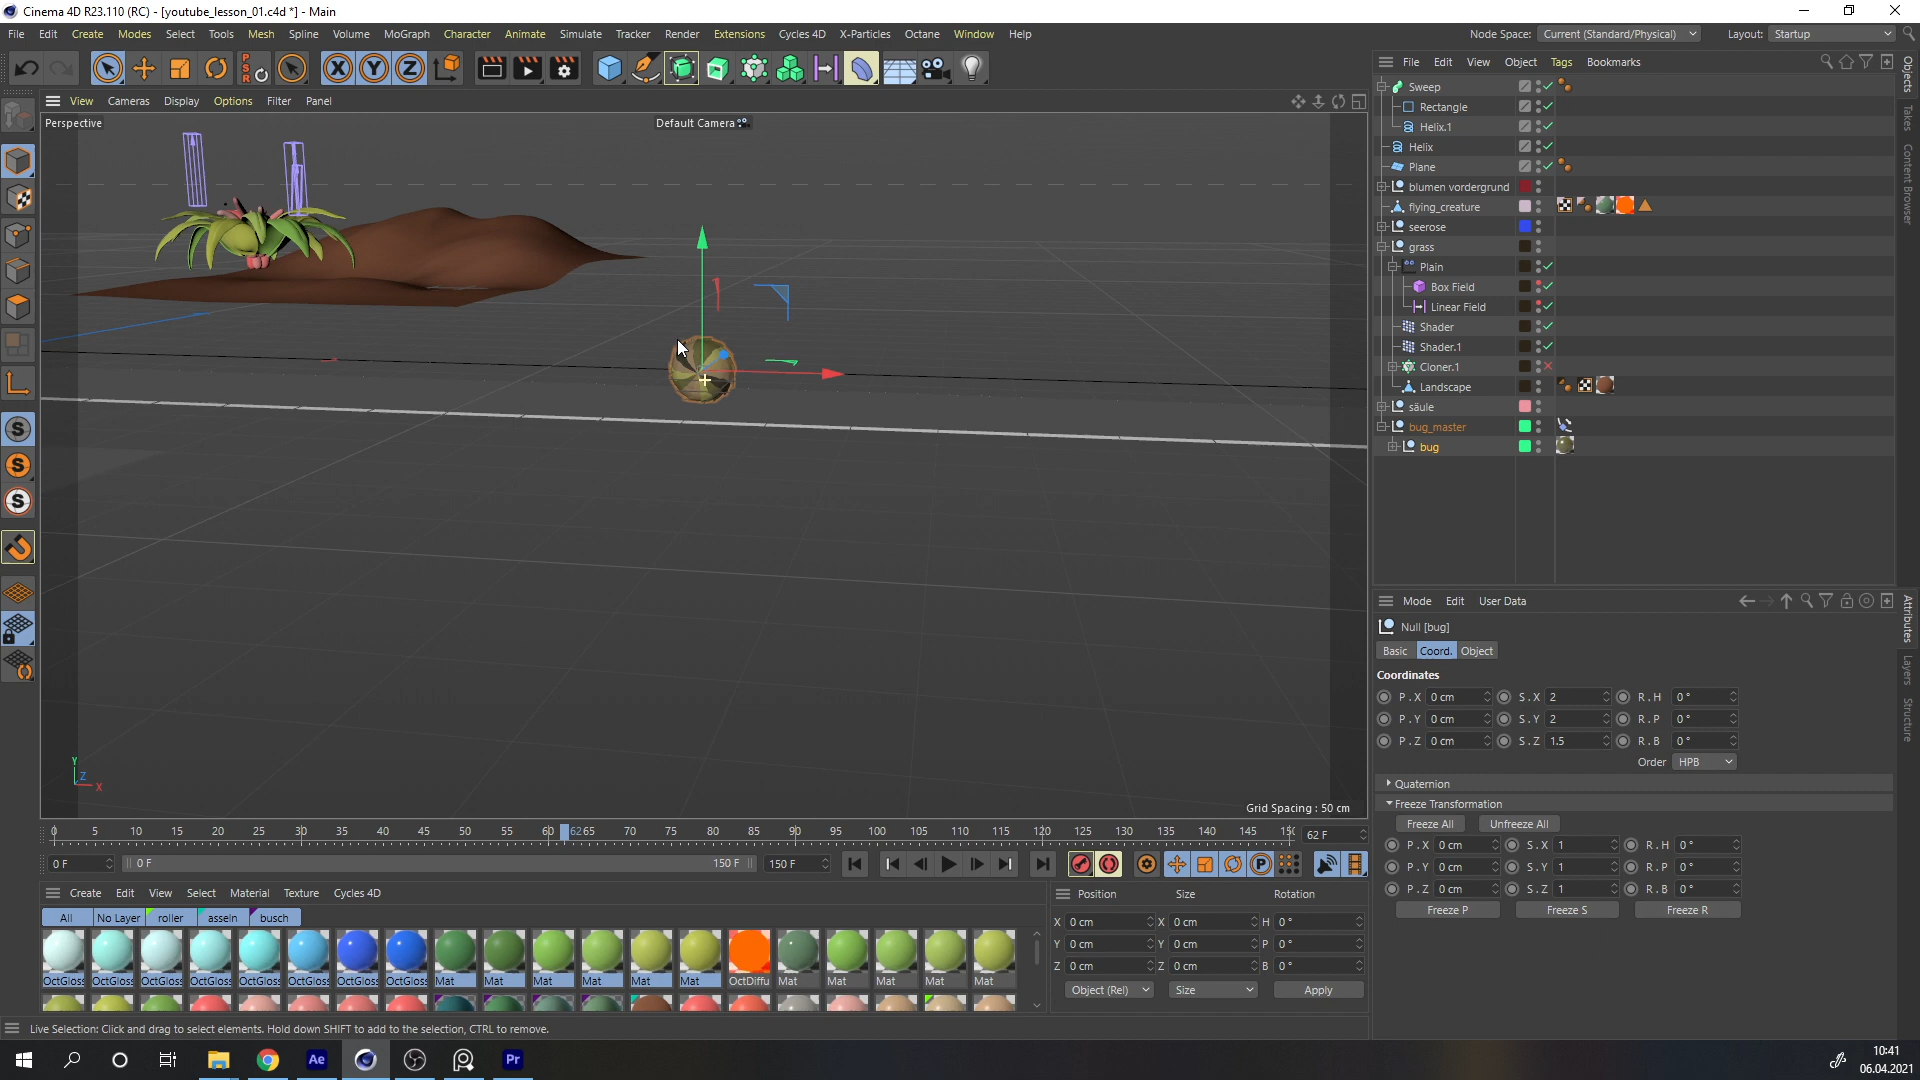 Cinema 4D R23.110 (RC) - [youtube_lesson_01.c4d *] - Main
File Edit Create Modes Select Tools Mesh Spline Volume MoGraph Character Animate Simulate Tracker Render Extensions Cycles 4D X-Particles Octane Window Help
Node Space: Current (Standard/Physical) Layout: Startup
File Edit View Object Tags Bookmarks
View Cameras Display Options Filter Panel
Perspective
Default Camera
Sweep
Rectangle
Helix.1
Helix
Plane
blumen vordergrund
flying_creature
seerose
grass
Plain
Box Field
Linear Field
Shader
Shader.1
Cloner.1
Landscape
säule
bug_master
bug
Objects
Takes
Content Browser
Attributes
Layers
Structure
Mode Edit User Data
Null [bug]
Basic Coord. Object
Coordinates
P . X 0 cm S . X 2 R . H 0 °
P . Y 0 cm S . Y 2 R . P 0 °
P . Z 0 cm S . Z 1.5 R . B 0 °
Order HPB
Quaternion
Freeze Transformation
Freeze All Unfreeze All
P . X 0 cm S . X 1 R . H 0 °
P . Y 0 cm S . Y 1 R . P 0 °
P . Z 0 cm S . Z 1 R . B 0 °
Freeze P Freeze S Freeze R
Y Z X
Grid Spacing : 50 cm
0 5 10 15 20 25 30 35 40 45 50 55 60 6265 70 75 80 85 90 95 100 105 110 115 120 125 130 135 140 145 62 F
0 F 0 F 150 F 150 F
Create Edit View Select Material Texture Cycles 4D
All No Layer roller asseln busch
OctGloss OctGloss OctGloss OctGloss OctGloss OctGloss OctGloss OctGloss Mat Mat Mat Mat Mat Mat OctDiffu Mat Mat Mat Mat Mat
Position Size Rotation
X 0 cm X 0 cm H 0 °
Y 0 cm Y 0 cm P 0 °
Z 0 cm Z 0 cm B 0 °
Object (Rel) Size Apply
Live Selection: Click and drag to select elements. Hold down SHIFT to add to the selection, CTRL to remove.
Ae Pr
10:41
06.04.2021